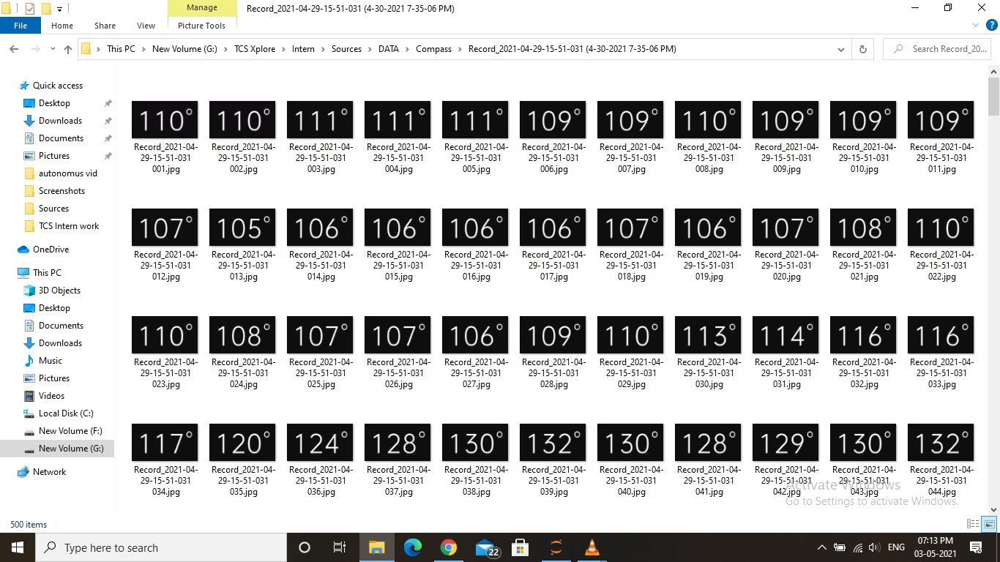 Manage
Record_2021-04-29-15-51-031 (4-30-2021 7-35-06 PM)
File
Home
Share
View
Picture Tools
This PC
New Volume (G:)
TCS Xplore
Intern
Sources
DATA
Compass
Record_2021-04-29-15-51-031 (4-30-2021 7-35-06 PM)
Search Record_20...
Quick access
Desktop
Downloads
Documents
Pictures
autonomus vid
Screenshots
Sources
TCS Intern work
OneDrive
This PC
3D Objects
Desktop
Documents
Downloads
Music
Pictures
Videos
Local Disk (C:)
New Volume (F:)
New Volume (G:)
Network
110° 110° 111° 111° 111° 109° 109° 110° 109° 109° 109°
Record_2021-04- Record_2021-04- Record_2021-04- Record_2021-04- Record_2021-04- Record_2021-04- Record_2021-04- Record_2021-04- Record_2021-04- Record_2021-04- Record_2021-04-
29-15-51-031 29-15-51-031 29-15-51-031 29-15-51-031 29-15-51-031 29-15-51-031 29-15-51-031 29-15-51-031 29-15-51-031 29-15-51-031 29-15-51-031
001.jpg 002.jpg 003.jpg 004.jpg 005.jpg 006.jpg 007.jpg 008.jpg 009.jpg 010.jpg 011.jpg
107° 105° 106° 106° 106° 106° 107° 106° 107° 108° 110°
Record_2021-04- Record_2021-04- Record_2021-04- Record_2021-04- Record_2021-04- Record_2021-04- Record_2021-04- Record_2021-04- Record_2021-04- Record_2021-04- Record_2021-04-
29-15-51-031 29-15-51-031 29-15-51-031 29-15-51-031 29-15-51-031 29-15-51-031 29-15-51-031 29-15-51-031 29-15-51-031 29-15-51-031 29-15-51-031
012.jpg 013.jpg 014.jpg 015.jpg 016.jpg 017.jpg 018.jpg 019.jpg 020.jpg 021.jpg 022.jpg
110° 108° 107° 107° 106° 109° 110° 113° 114° 116° 116°
Record_2021-04- Record_2021-04- Record_2021-04- Record_2021-04- Record_2021-04- Record_2021-04- Record_2021-04- Record_2021-04- Record_2021-04- Record_2021-04- Record_2021-04-
29-15-51-031 29-15-51-031 29-15-51-031 29-15-51-031 29-15-51-031 29-15-51-031 29-15-51-031 29-15-51-031 29-15-51-031 29-15-51-031 29-15-51-031
023.jpg 024.jpg 025.jpg 026.jpg 027.jpg 028.jpg 029.jpg 030.jpg 031.jpg 032.jpg 033.jpg
117° 120° 124° 128° 130° 132° 130° 128° 129° 130° 132°
Record_2021-04- Record_2021-04- Record_2021-04- Record_2021-04- Record_2021-04- Record_2021-04- Record_2021-04- Record_2021-04- Record_2021-04- Record_2021-04- Record_2021-04-
29-15-51-031 29-15-51-031 29-15-51-031 29-15-51-031 29-15-51-031 29-15-51-031 29-15-51-031 29-15-51-031 29-15-51-031 29-15-51-031 29-15-51-031
034.jpg 035.jpg 036.jpg 037.jpg 038.jpg 039.jpg 040.jpg 041.jpg 042.jpg 043.jpg 044.jpg
Activate Windows
Go to Settings to activate Windows.
500 items
Type here to search
22
ENG
07:13 PM
03-05-2021